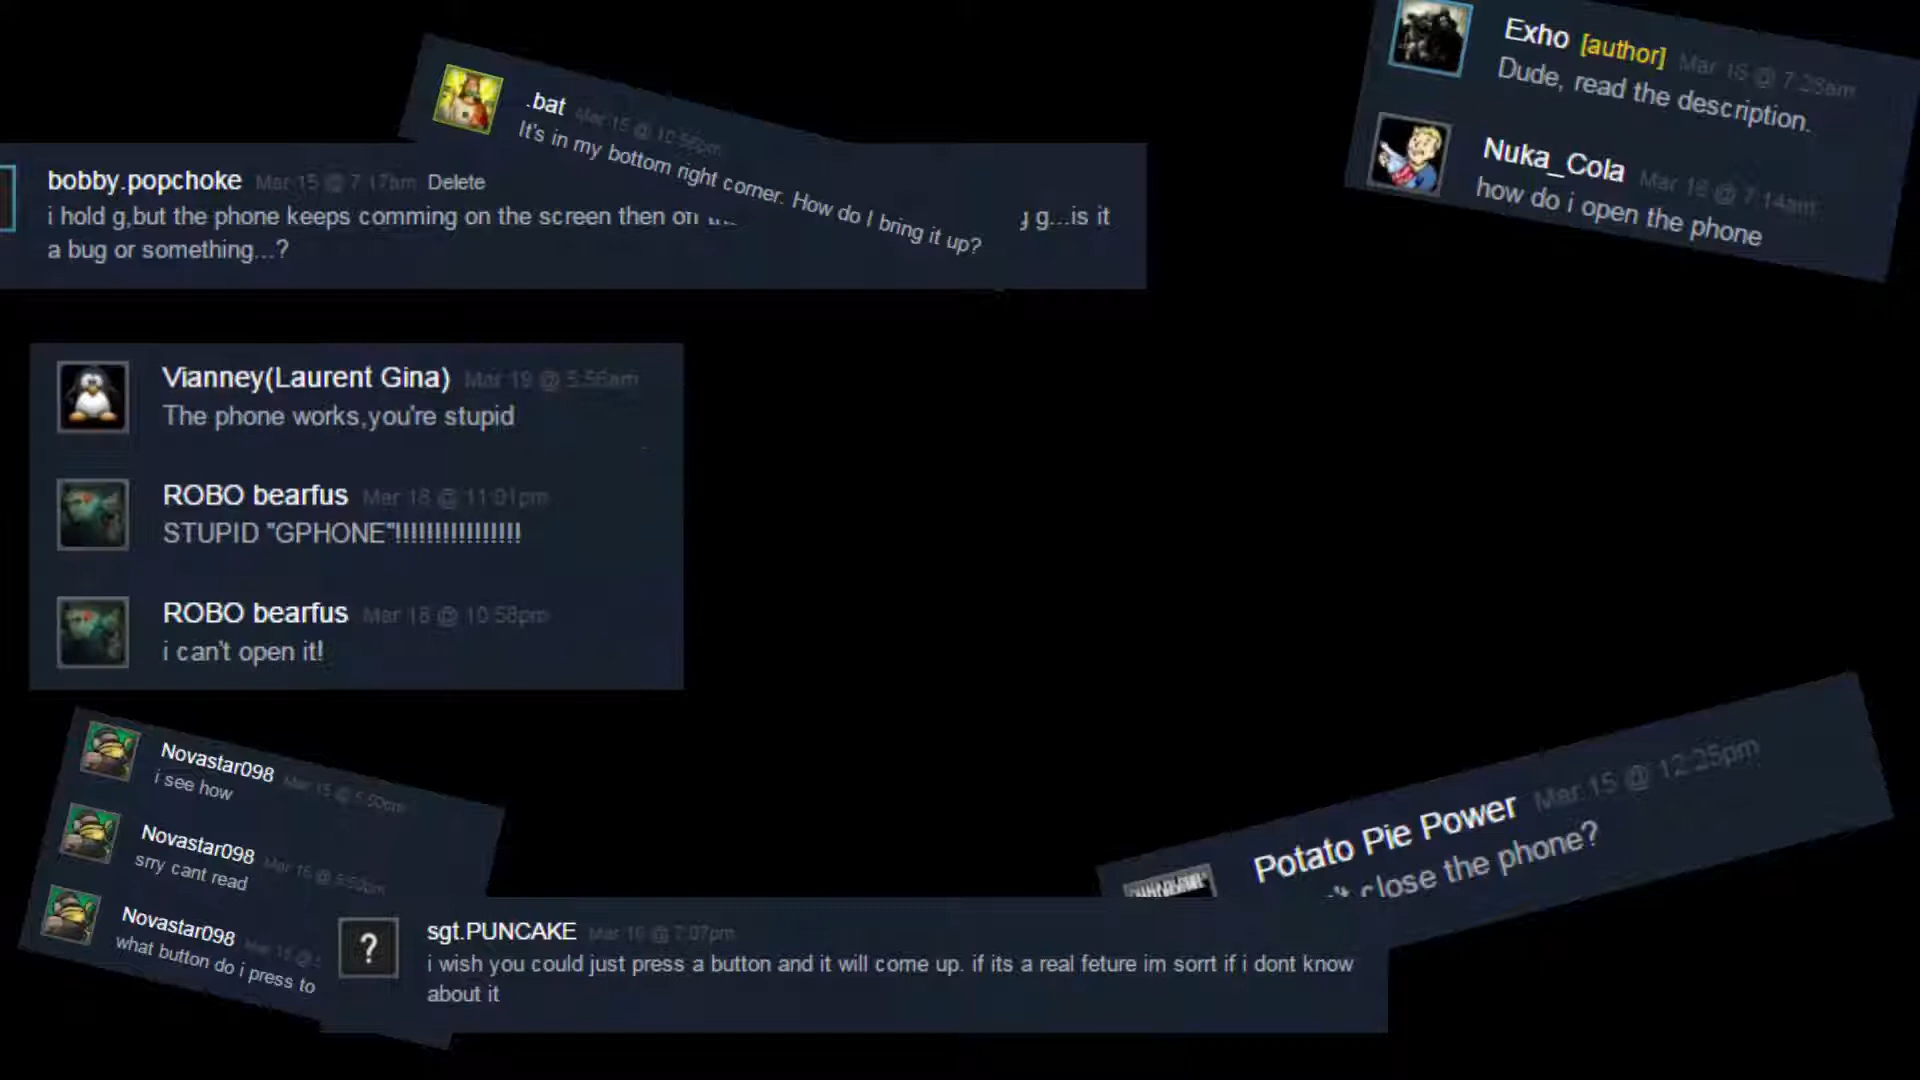 .bat Mar 15 @ 10:56pm
It's in my bottom right corner. How do I bring it up?
bobby.popchoke Mar 15 @ 7:17am Delete
i hold g,but the phone keeps comming on the screen then on g...is it
a bug or something...?
Exho [author] Mar 16 @ 7:28am
Dude, read the description.
Nuka_Cola Mar 16 @ 7:14am
how do i open the phone
Vianney(Laurent Gina) Mar 19 @ 5:56am
The phone works,you're stupid
ROBO bearfus Mar 18 @ 11:01pm
STUPID "GPHONE"!!!!!!!!!!!!!!!!
ROBO bearfus Mar 18 @ 10:58pm
i can't open it!
Novastar098 Mar 15 @ 5:50pm
i see how
Novastar098 Mar 15 @ 5:50pm
srry cant read
Novastar098 Mar 15 @
what button do i press to
Potato Pie Power Mar 15 @ 12:25pm
close the phone?
sgt.PUNCAKE Mar 16 @ 7:07pm
i wish you could just press a button and it will come up. if its a real feture im sorrt if i dont know
about it